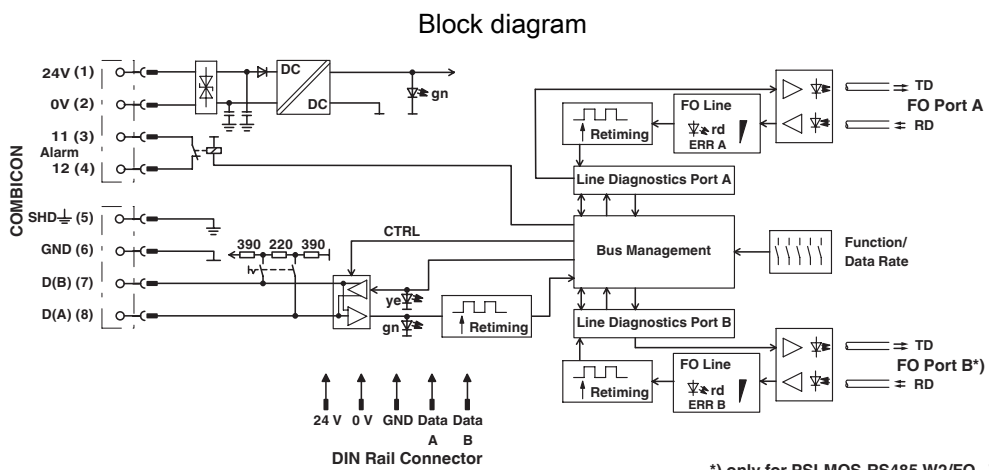 Block diagram
COMBICON
24V (1)
0V (2)
11 (3)
Alarm
12 (4)
SHD (5)
GND (6)
D(B) (7)
D(A) (8)
DC
DC
gn
390 220 390
CTRL
ye
gn
Retiming
Retiming
FO Line
rd
ERR A
TD
FO Port A
RD
Line Diagnostics Port A
Bus Management
Function/
Data Rate
Line Diagnostics Port B
Retiming
FO Line
rd
ERR B
TD
FO Port B*)
RD
24 V 0 V GND Data Data
A B
DIN Rail Connector
*) only for PSI-MOS-RS485 W2/FO